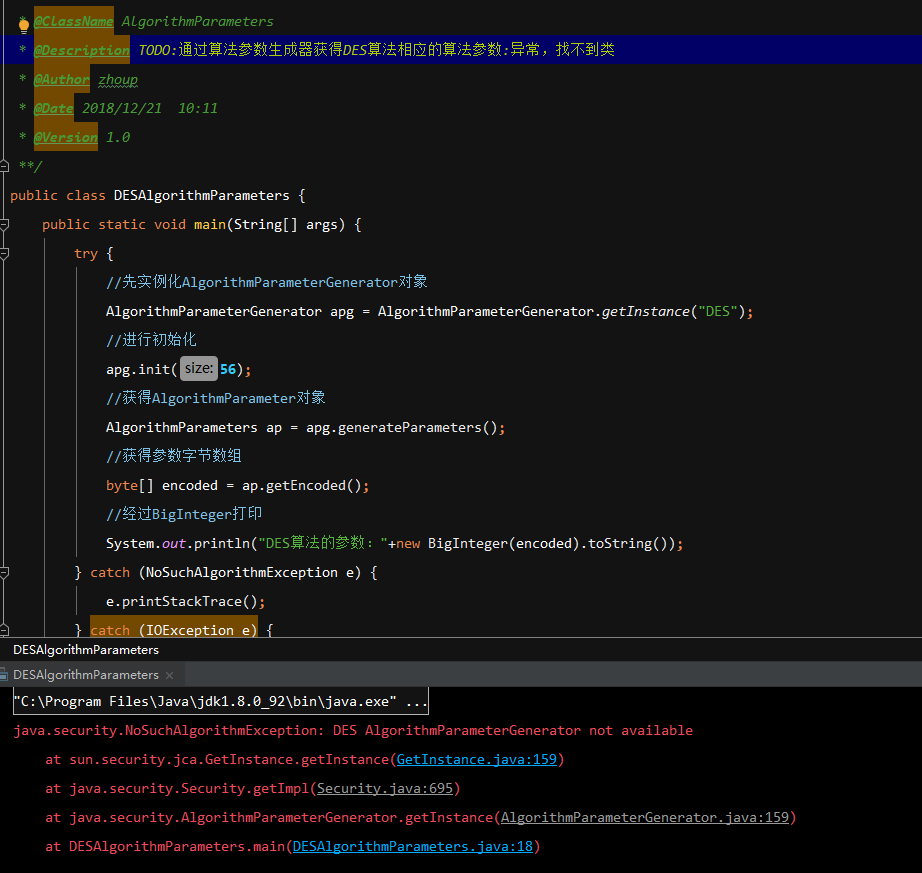 * @ClassName AlgorithmParameters
* @Description TODO:通过算法参数生成器获得DES算法相应的算法参数:异常，找不到类
* @Author zhoup
* @Date 2018/12/21  10:11
* @Version 1.0
**/
public class DESAlgorithmParameters {
public static void main(String[] args) {
try {
//先实例化AlgorithmParameterGenerator对象
AlgorithmParameterGenerator apg = AlgorithmParameterGenerator.getInstance("DES");
//进行初始化
apg.init( size: 56);
//获得AlgorithmParameter对象
AlgorithmParameters ap = apg.generateParameters();
//获得参数字节数组
byte[] encoded = ap.getEncoded();
//经过BigInteger打印
System.out.println("DES算法的参数："+new BigInteger(encoded).toString());
} catch (NoSuchAlgorithmException e) {
e.printStackTrace();
} catch (IOException e) {
DESAlgorithmParameters
DESAlgorithmParameters ×
"C:\Program Files\Java\jdk1.8.0_92\bin\java.exe" ...
java.security.NoSuchAlgorithmException: DES AlgorithmParameterGenerator not available
at sun.security.jca.GetInstance.getInstance(GetInstance.java:159)
at java.security.Security.getImpl(Security.java:695)
at java.security.AlgorithmParameterGenerator.getInstance(AlgorithmParameterGenerator.java:159)
at DESAlgorithmParameters.main(DESAlgorithmParameters.java:18)